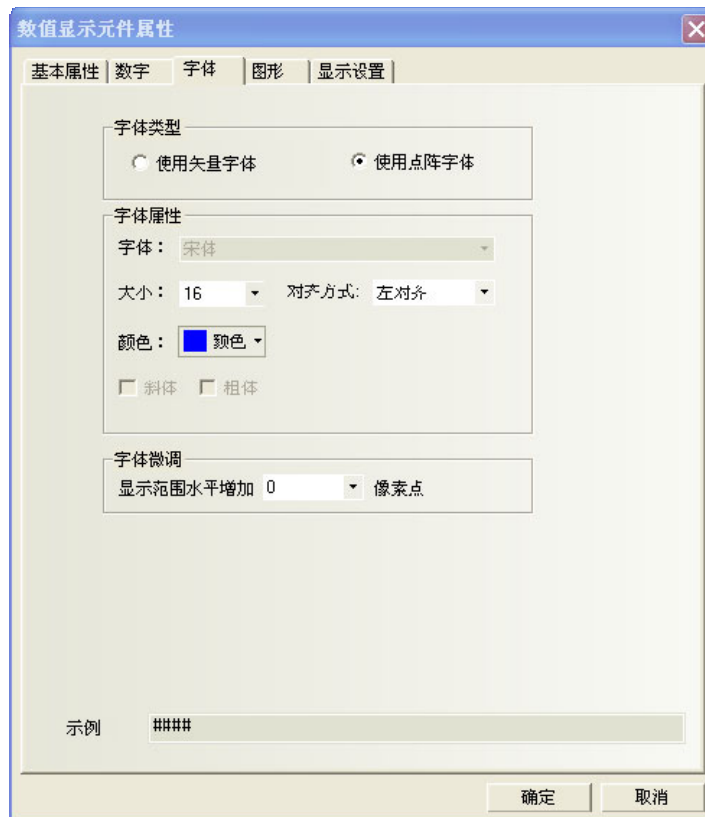 数值显示元件属性
基本属性 数字 字体 图形 显示设置
字体类型
使用矢量字体 使用点阵字体
字体属性
字体： 宋体
大小： 16 对齐方式: 左对齐
颜色： 颜色
斜体 粗体
字体微调
显示范围水平增加 0 像素点
示例 ####
确定 取消